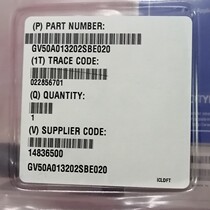 (P) PART NUMBER:
GV50A013202SBE020
(1T) TRACE CODE:
022856701
(Q) QUANTITY:
1
(V) SUPPLIER CODE:
14836500
GV50A013202SBE020
ICLDFT